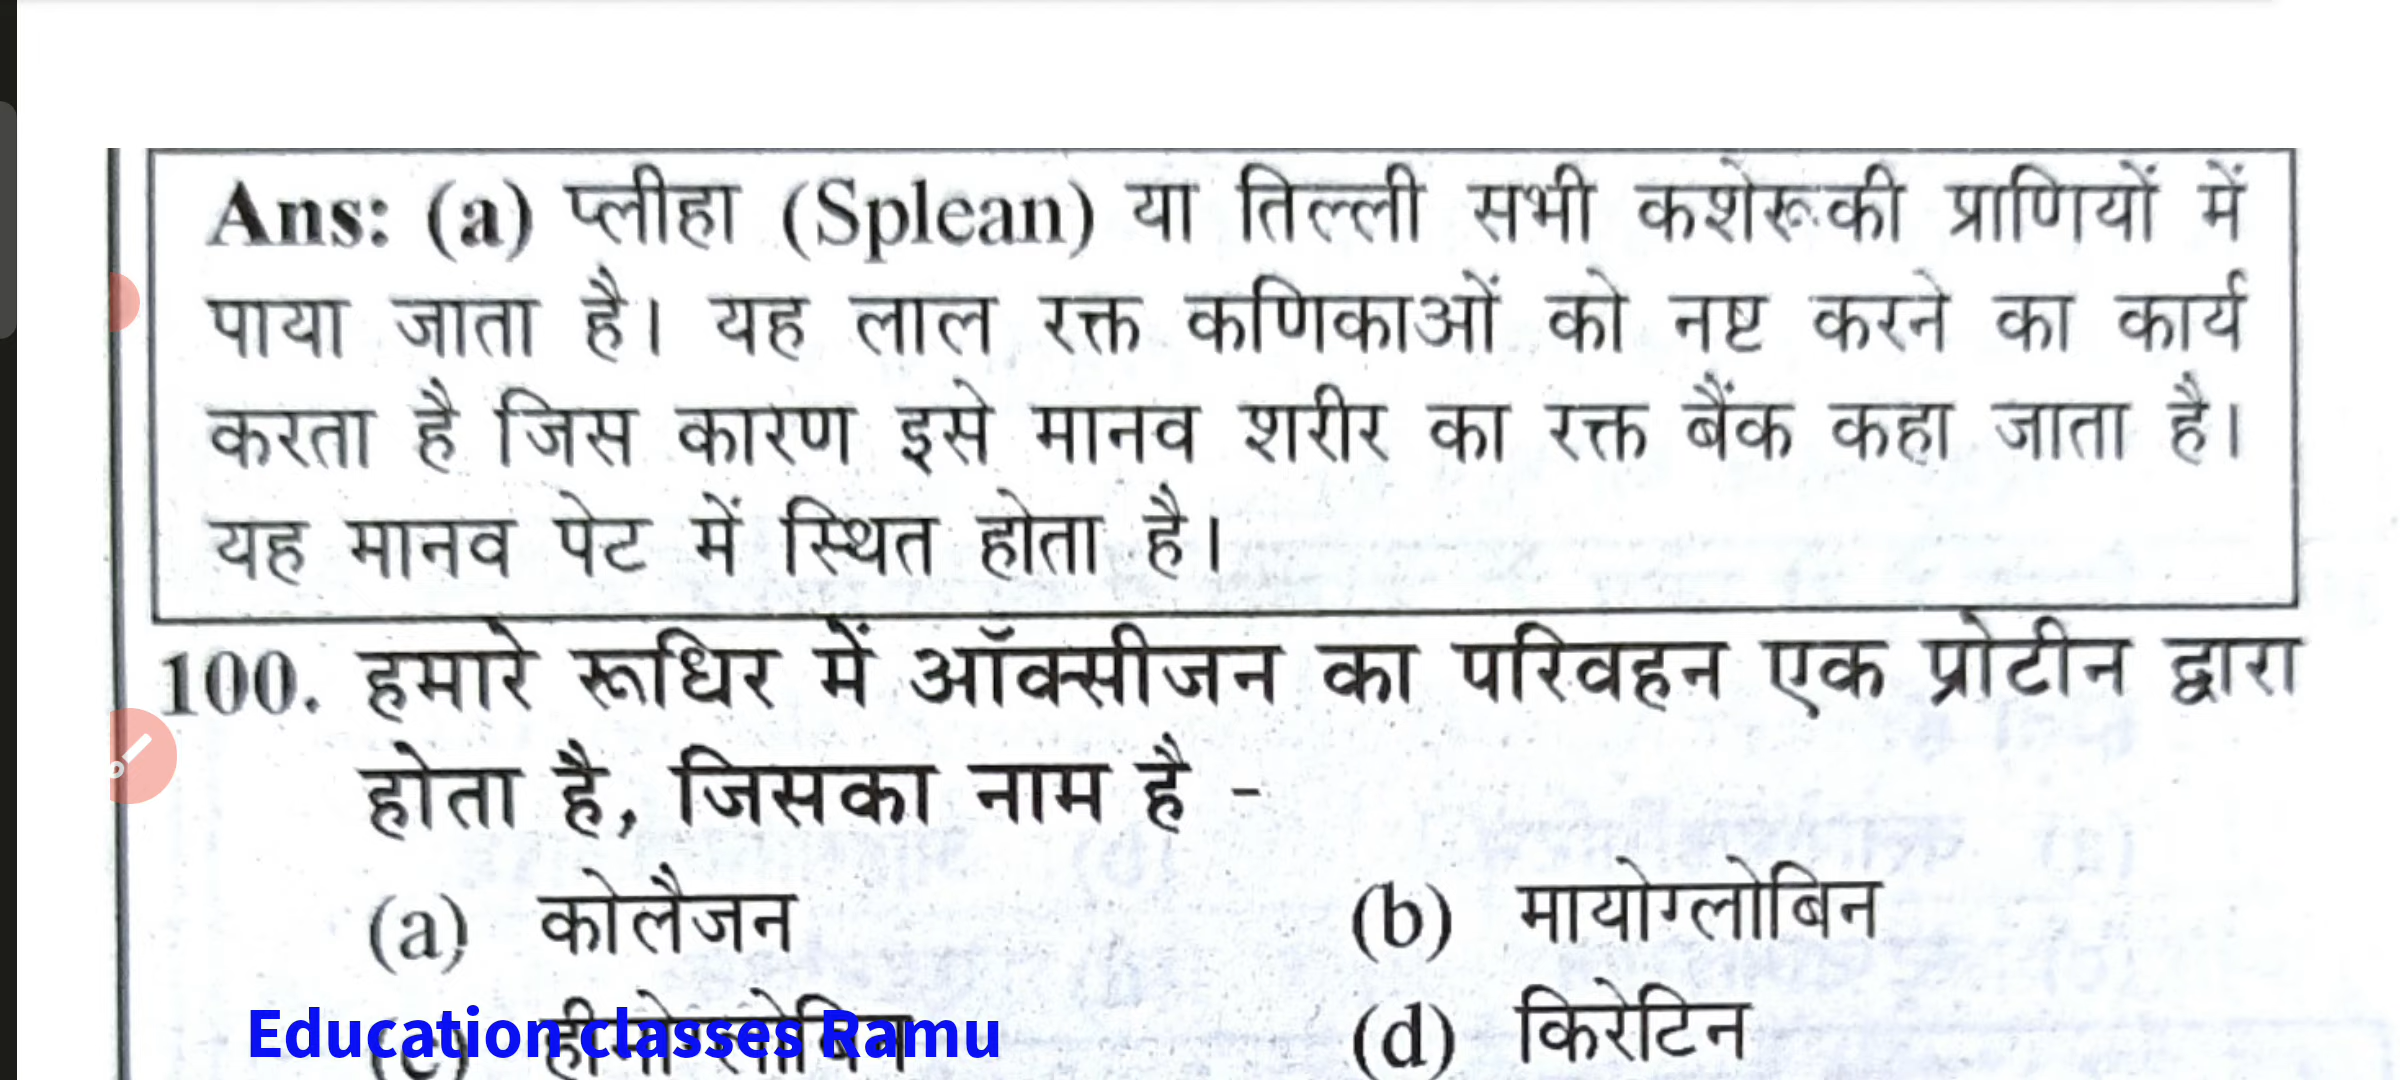 Ans: (a) प्लीहा (Splean) या तिल्ली सभी कशेरूकी प्राणियों में
पाया जाता है। यह लाल रक्त कणिकाओं को नष्ट करने का कार्य
करता है जिस कारण इसे मानव शरीर का रक्त बैंक कहा जाता है।
यह मानव पेट में स्थित होता है।
100. हमारे रूधिर में ऑक्सीजन का परिवहन एक प्रोटीन द्वारा
होता है, जिसका नाम है -
(a) कोलैजन (b) मायोग्लोबिन
(c) हीमोग्लोबिन (d) किरेटिन
Education classes Ramu